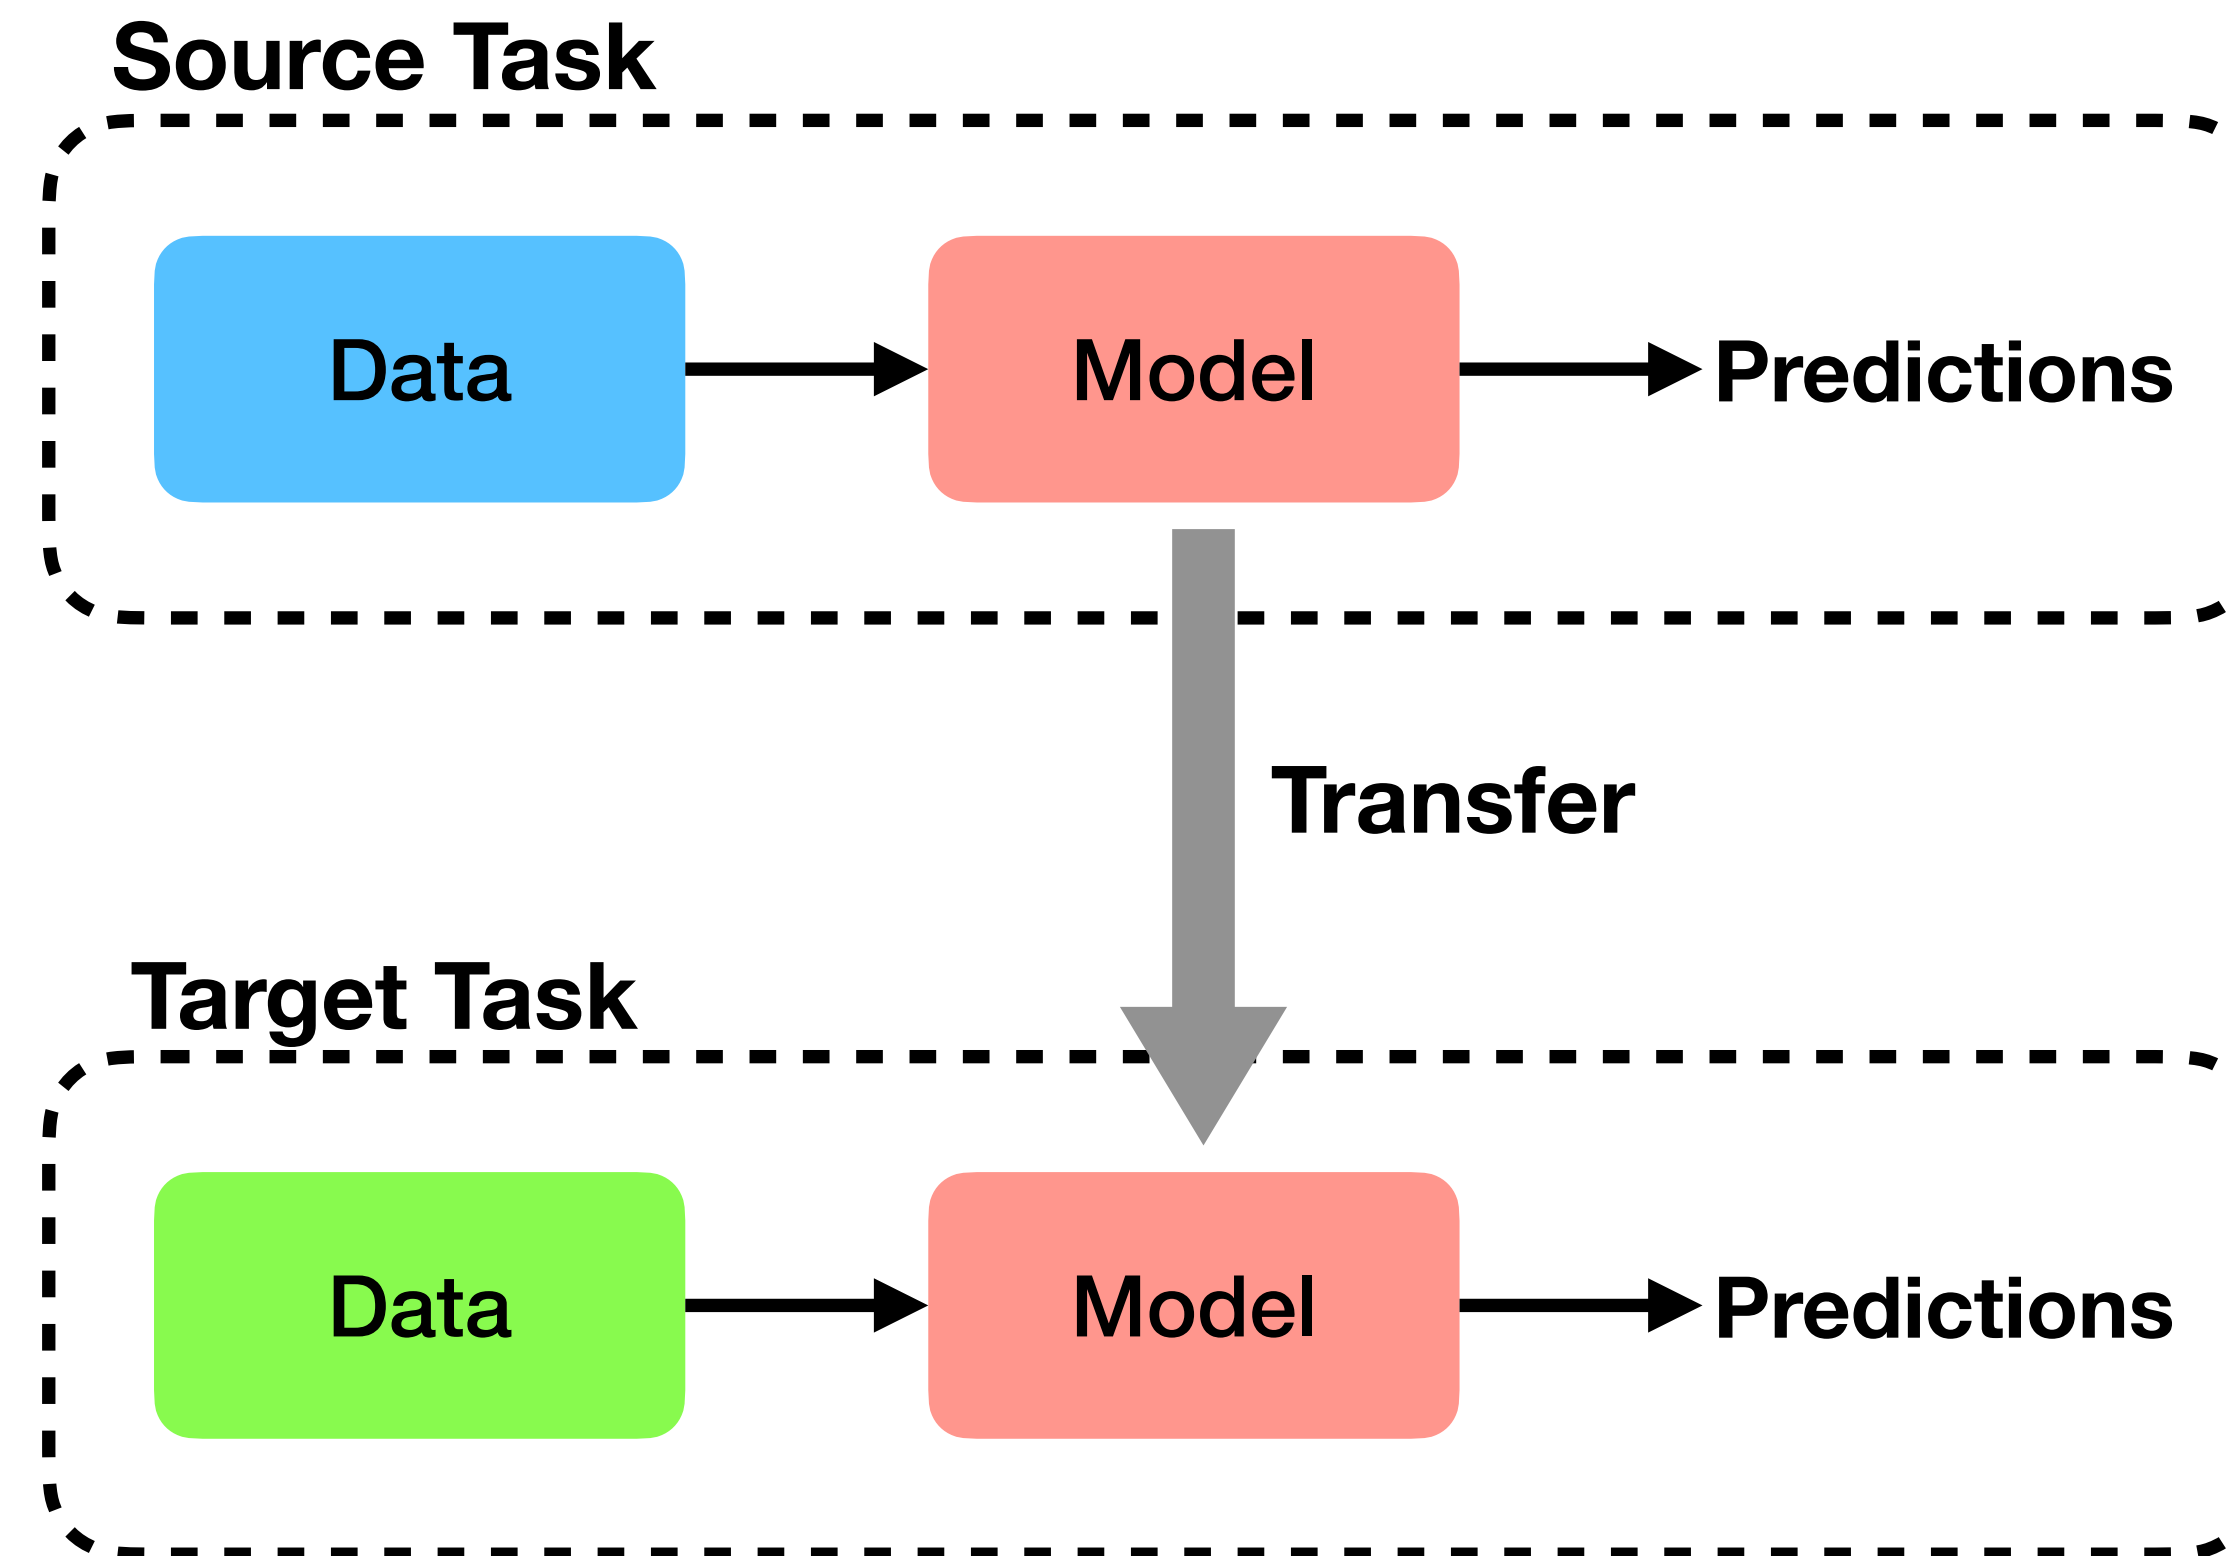 Source Task
Data
Model
Predictions
Transfer
Target Task
Data
Model
Predictions